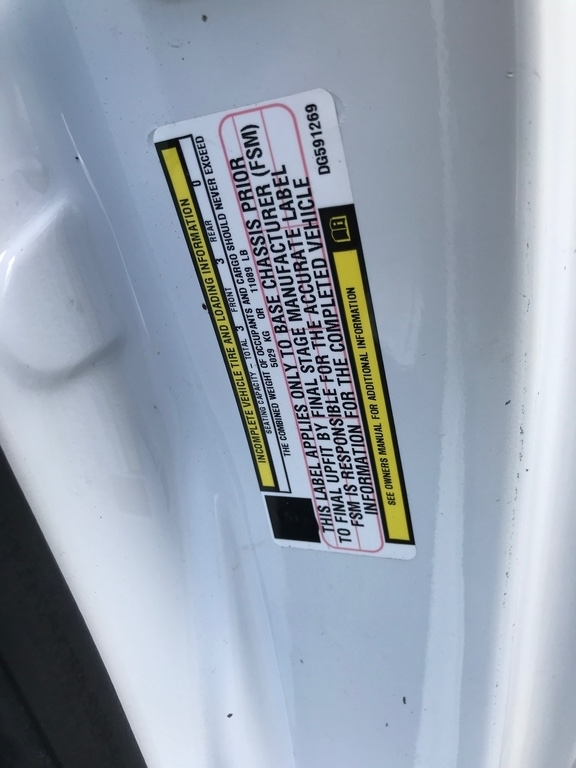 INCOMPLETE VEHICLE TIRE AND LOADING INFORMATION
SEATING CAPACITY - TOTAL 3 FRONT 3 REAR 0
THE COMBINED WEIGHT OF OCCUPANTS AND CARGO SHOULD NEVER EXCEED
5029 KG OR 11089 LB
THIS LABEL APPLIES ONLY TO BASE CHASSIS PRIOR
TO FINAL UPFIT BY FINAL STAGE MANUFACTURER (FSM)
FSM IS RESPONSIBLE FOR THE ACCURATE LABEL
INFORMATION FOR THE COMPLETED VEHICLE
SEE OWNERS MANUAL FOR ADDITIONAL INFORMATION
DG591269